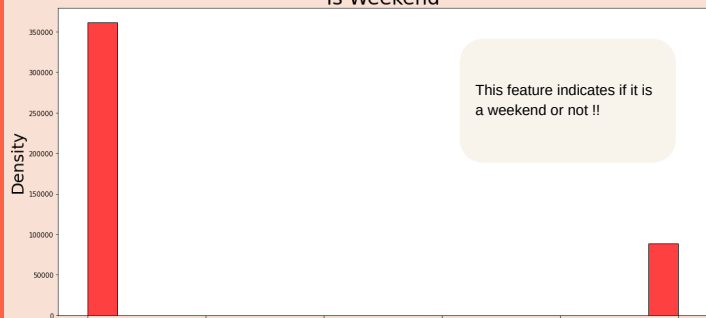 Is Weekend
350000
300000
250000
200000
150000
100000
50000
0
Density
This feature indicates if it is
a weekend or not !!